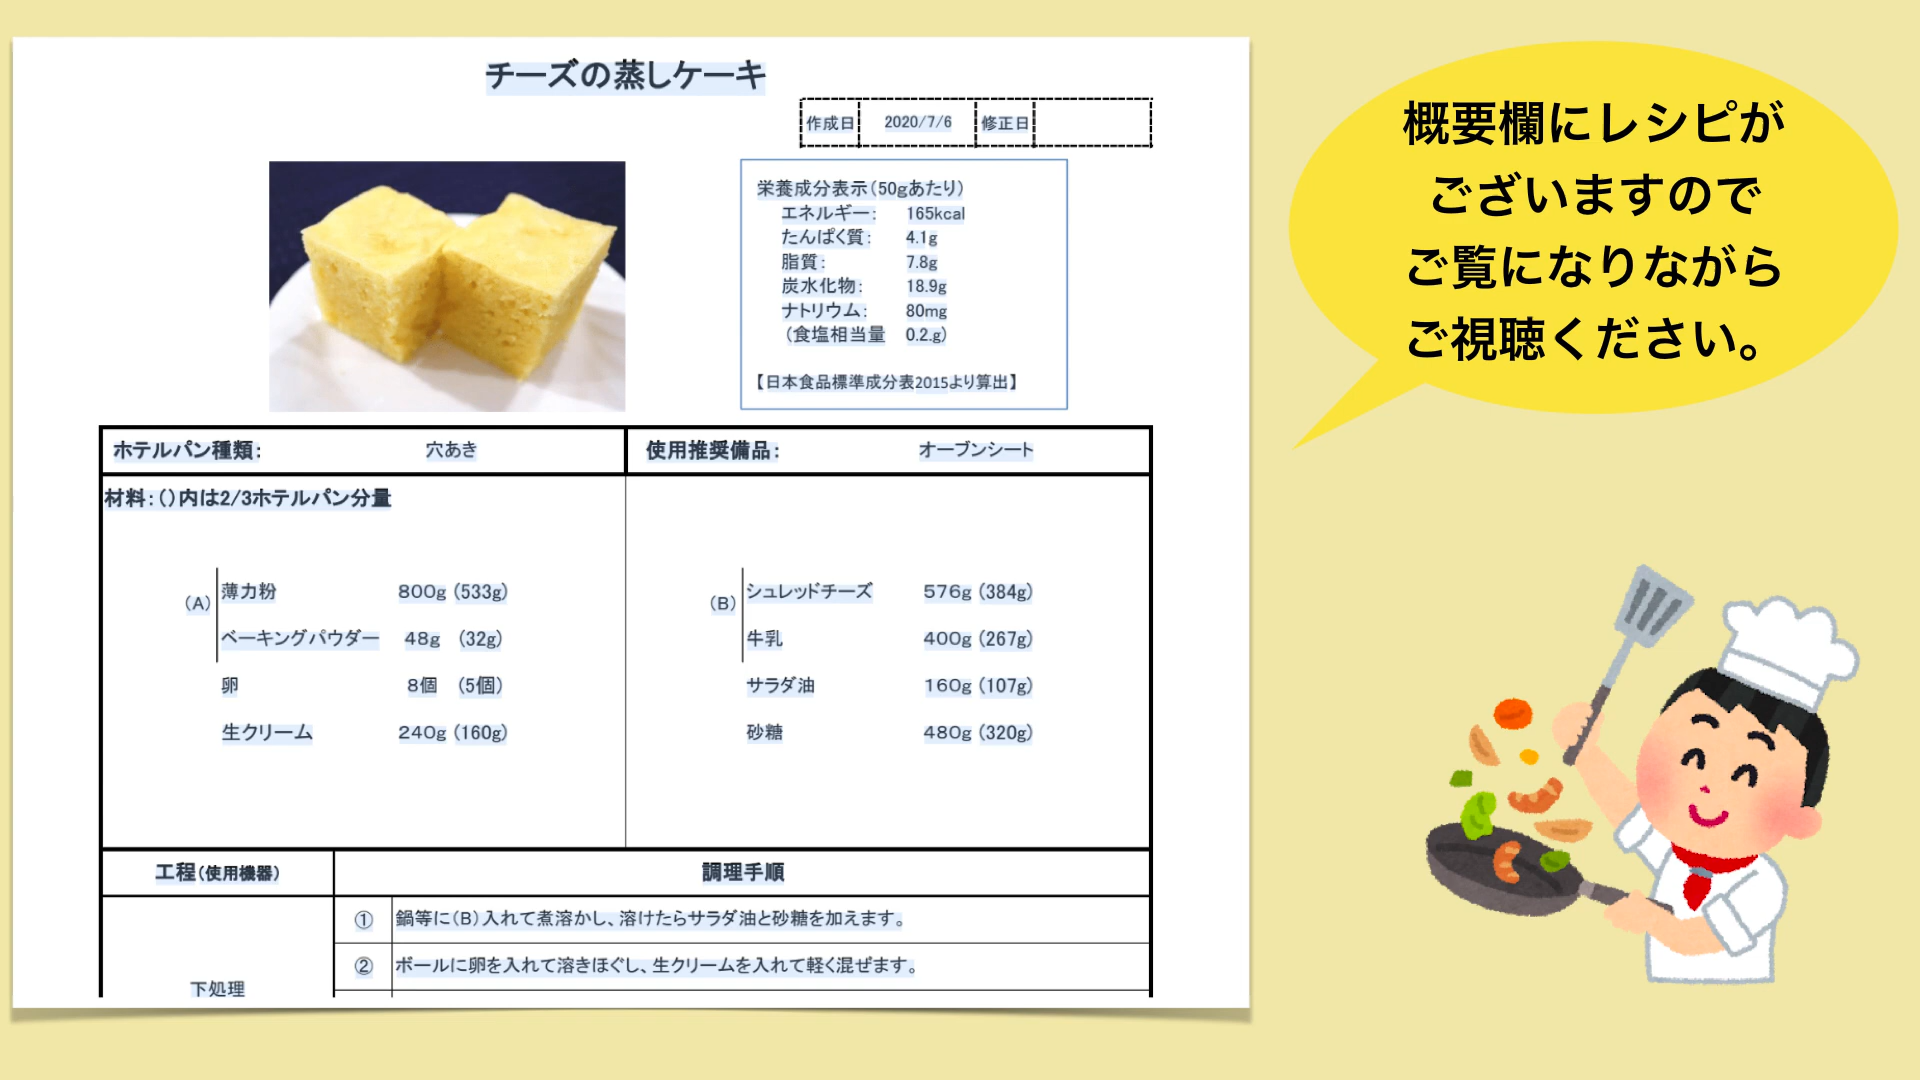 チーズの蒸しケーキ
作成日 2020/7/6 修正日
栄養成分表示(50gあたり)
エネルギー: 165kcal
たんぱく質: 4.1g
脂質: 7.8g
炭水化物: 18.9g
ナトリウム: 80mg
(食塩相当量 0.2.g)
【日本食品標準成分表2015より算出】
ホテルパン種類: 穴あき 使用推奨備品: オーブンシート
材料:()内は2/3ホテルパン分量
(A) 薄力粉 800g (533g)
ベーキングパウダー 48g (32g)
卵 8個 (5個)
生クリーム 240g (160g)
(B) シュレッドチーズ 576g (384g)
牛乳 400g (267g)
サラダ油 160g (107g)
砂糖 480g (320g)
工程(使用機器) 調理手順
① 鍋等に(B)入れて煮溶かし、溶けたらサラダ油と砂糖を加えます。
② ボールに卵を入れて溶きほぐし、生クリームを入れて軽く混ぜます。
下処理
概要欄にレシピが
ございますので
ご覧になりながら
ご視聴ください。